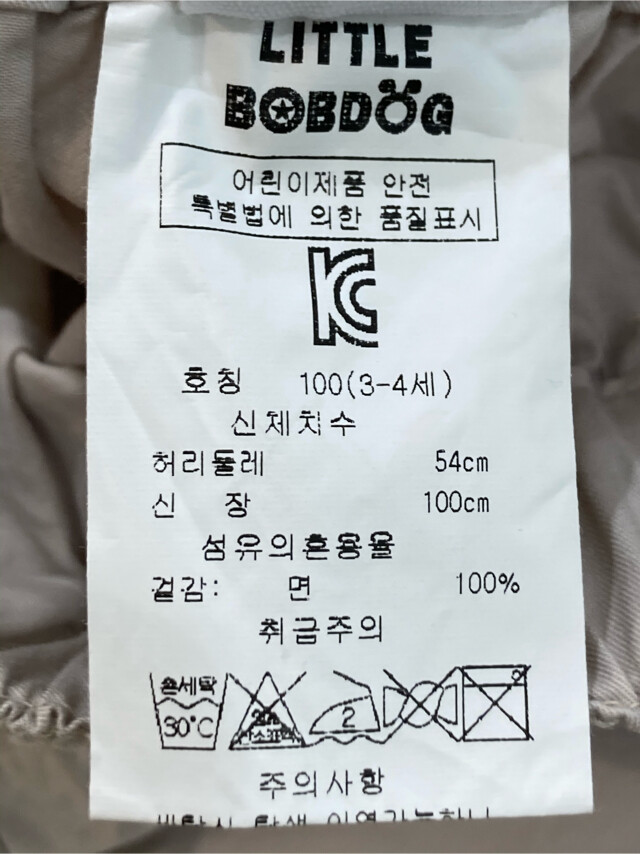 LITTLE
BOBDOG
어린이제품 안전
특별법에 의한 품질표시
호칭 100(3-4세)
신체치수
허리둘레 54cm
신 장 100cm
섬유의혼용율
겉감: 면 100%
취급주의
손세탁
30℃
2
주의사항